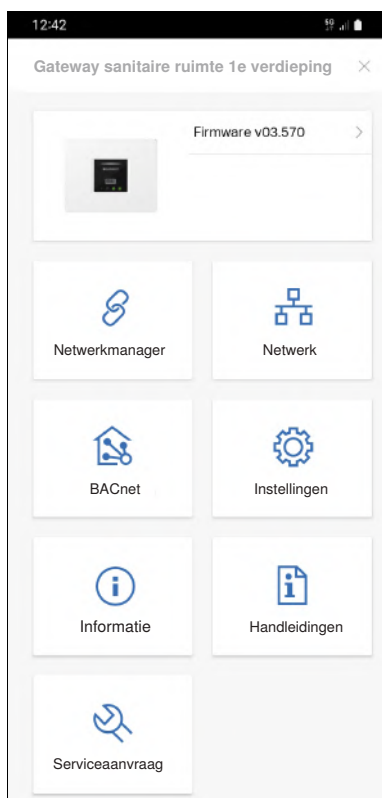 12:42
Gateway sanitaire ruimte 1e verdieping
Firmware v03.570
Netwerkmanager
Netwerk
BACnet
Instellingen
Informatie
Handleidingen
Serviceaanvraag